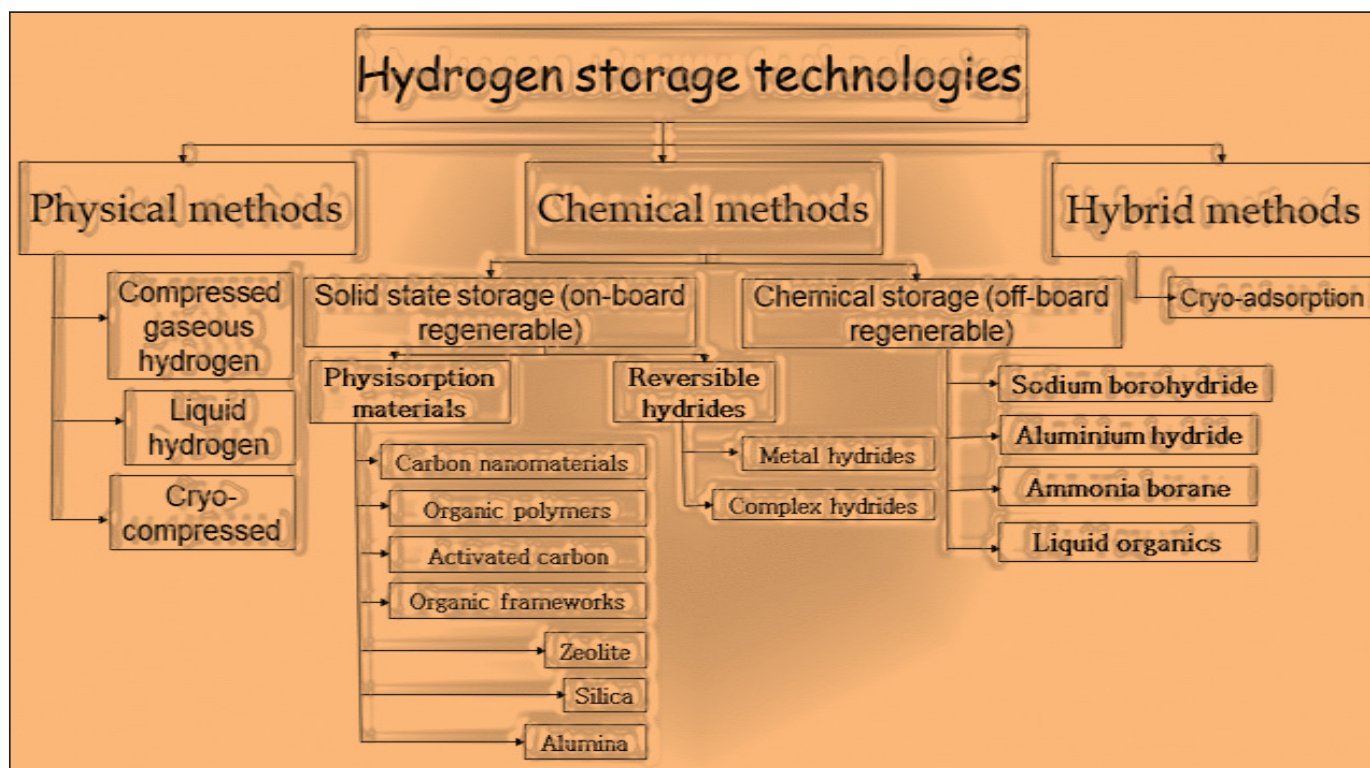 Hydrogen storage technologies
Physical methods
Chemical methods
Hybrid methods
Compressed
gaseous
hydrogen
Liquid
hydrogen
Cryo-
compressed
Solid state storage (on-board
regenerable)
Physisorption
materials
Carbon nanomaterials
Organic polymers
Activated carbon
Organic frameworks
Zeolite
Silica
Alumina
Reversible
hydrides
Metal hydrides
Complex hydrides
Chemical storage (off-board
regenerable)
Sodium borohydride
Aluminium hydride
Ammonia borane
Liquid organics
Cryo-adsorption